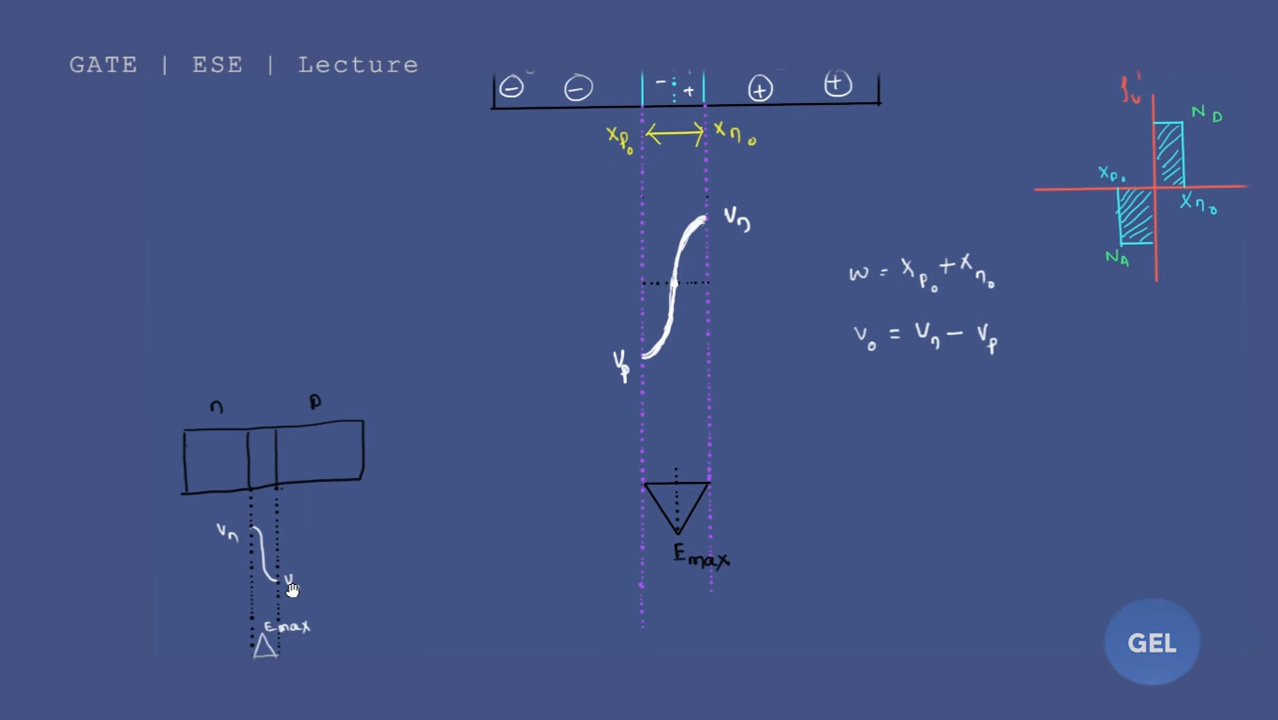 GATE | ESE | Lecture
- - - + + +
Xp₀ Xn₀
Vn
Vp
Emax
w = Xp₀ + Xn₀
V₀ = Vn - Vp
ND
Xp₀
Xn₀
NA
n p
Vn
V
Emax
GEL